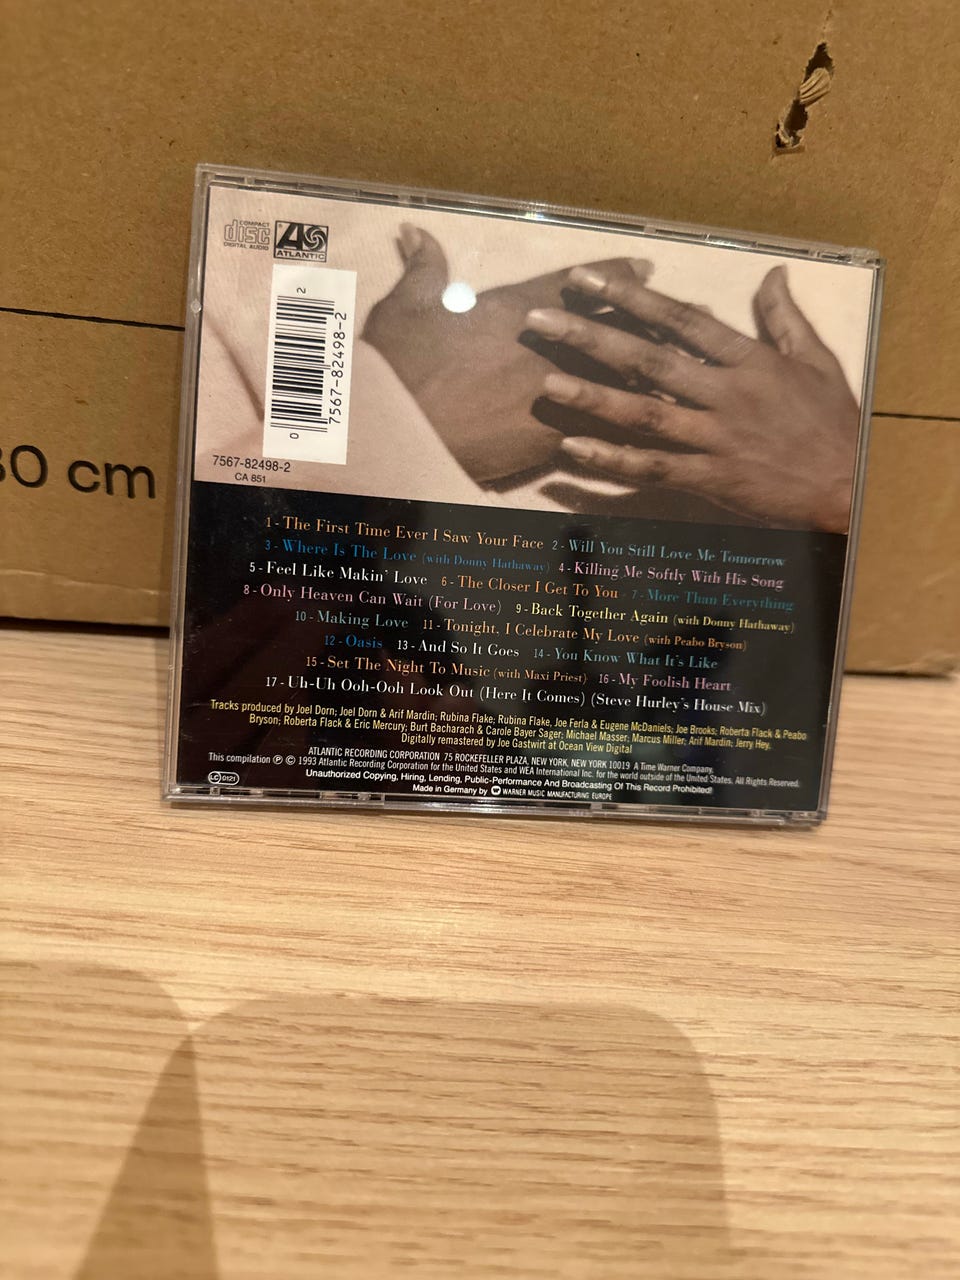 COMPACT
disc
DIGITAL AUDIO
ATLANTIC
2
7567-82498-2
0
7567-82498-2
CA 851
30 cm
1 - The First Time Ever I Saw Your Face 2 - Will You Still Love Me Tomorrow
3 - Where Is The Love (with Donny Hathaway) 4 - Killing Me Softly With His Song
5 - Feel Like Makin' Love 6 - The Closer I Get To You 7 - More Than Everything
8 - Only Heaven Can Wait (For Love) 9 - Back Together Again (with Donny Hathaway)
10 - Making Love 11 - Tonight, I Celebrate My Love (with Peabo Bryson)
12 - Oasis 13 - And So It Goes 14 - You Know What It's Like
15 - Set The Night To Music (with Maxi Priest) 16 - My Foolish Heart
17 - Uh-Uh Ooh-Ooh Look Out (Here It Comes) (Steve Hurley's House Mix)
Tracks produced by Joel Dorn; Joel Dorn & Arif Mardin; Rubina Flake; Rubina Flake, Joe Ferla & Eugene McDaniels; Joe Brooks; Roberta Flack & Peabo
Bryson; Roberta Flack & Eric Mercury; Burt Bacharach & Carole Bayer Sager; Michael Masser; Marcus Miller; Arif Mardin; Jerry Hey.
Digitally remastered by Joe Gastwirt at Ocean View Digital
ATLANTIC RECORDING CORPORATION 75 ROCKEFELLER PLAZA, NEW YORK, NEW YORK 10019 A Time Warner Company.
This compilation ℗ © 1993 Atlantic Recording Corporation for the United States and WEA International Inc. for the world outside of the United States. All Rights Reserved.
Unauthorized Copying, Hiring, Lending, Public-Performance And Broadcasting Of This Record Prohibited!
LC 0121
Made in Germany by WARNER MUSIC MANUFACTURING EUROPE